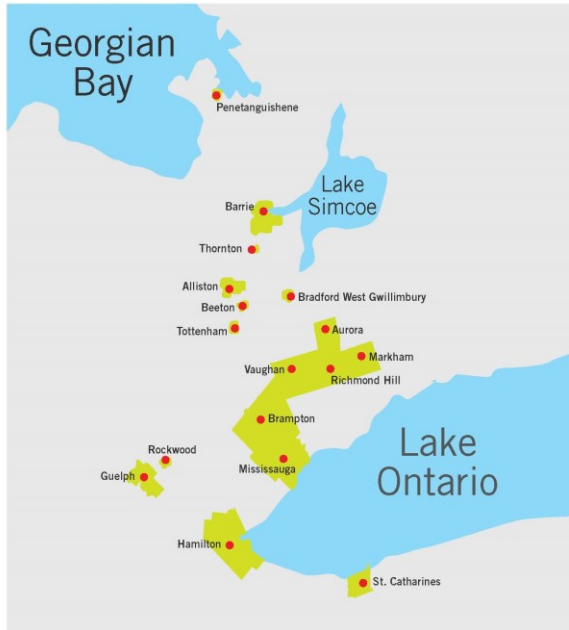 Georgian
Bay
Penetanguishene
Lake
Simcoe
Barrie
Thornton
Alliston
Bradford West Gwillimbury
Beeton
Tottenham
Aurora
Markham
Vaughan
Richmond Hill
Brampton
Lake
Ontario
Rockwood
Mississauga
Guelph
Hamilton
St. Catharines